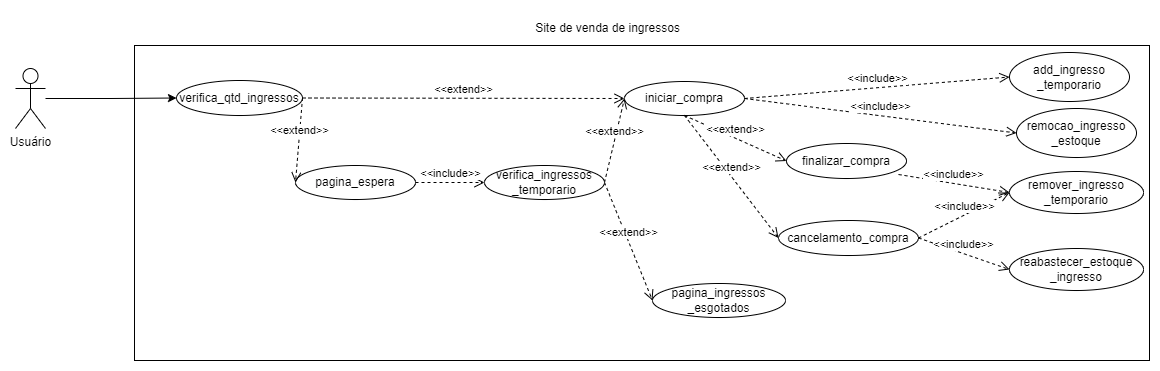 Site de venda de ingressos
Usuário
verifica_qtd_ingressos
<<extend>>
iniciar_compra
<<include>>
add_ingresso
_temporario
<<include>>
remocao_ingresso
_estoque
<<extend>>
<<extend>>
<<extend>>
finalizar_compra
pagina_espera
<<include>>
verifica_ingressos
_temporario
<<extend>>
<<include>>
remover_ingresso
_temporario
<<include>>
<<extend>>
cancelamento_compra
<<include>>
reabastecer_estoque
_ingresso
pagina_ingressos
_esgotados